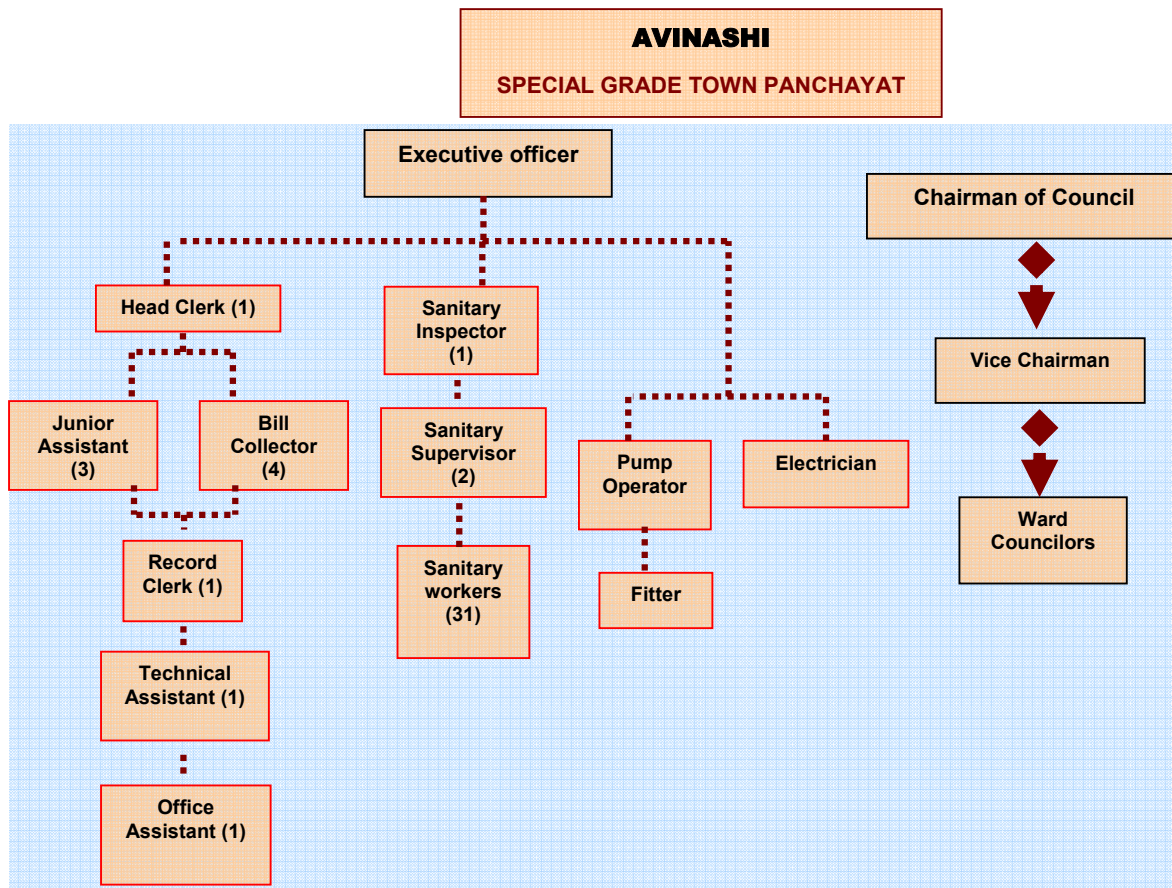 AVINASHI
SPECIAL GRADE TOWN PANCHAYAT
Executive officer
Chairman of Council
Head Clerk (1)
Sanitary
Inspector
(1)
Vice Chairman
Junior
Assistant
(3)
Bill
Collector
(4)
Sanitary
Supervisor
(2)
Pump
Operator
Electrician
Ward
Councilors
Record
Clerk (1)
Sanitary
workers
(31)
Fitter
Technical
Assistant (1)
Office
Assistant (1)